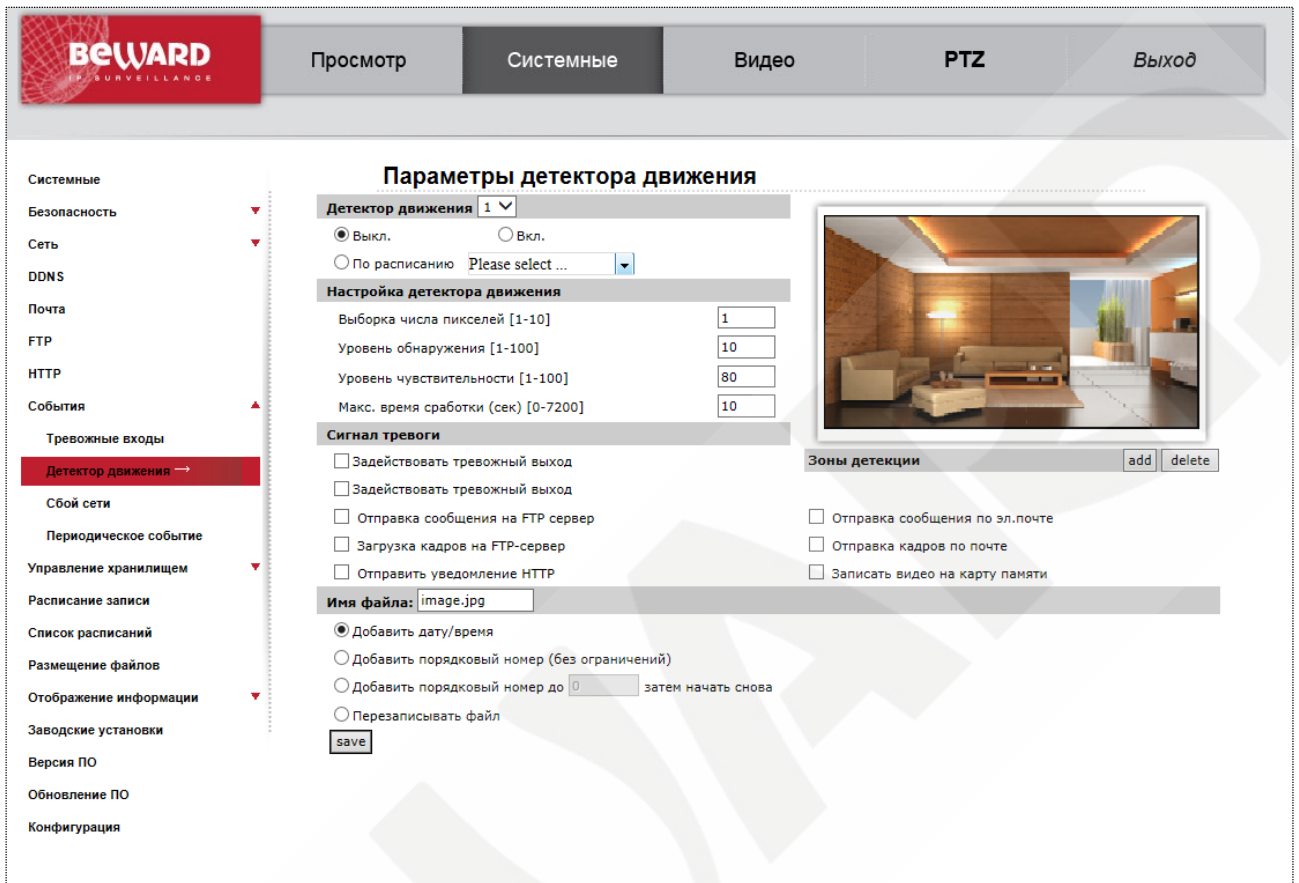 BEWARD
IP SURVEILLANCE
Просмотр
Системные
Видео
PTZ
Выход
Системные
Безопасность
Сеть
DDNS
Почта
FTP
HTTP
События
Тревожные входы
Детектор движения →
Сбой сети
Периодическое событие
Управление хранилищем
Расписание записи
Список расписаний
Размещение файлов
Отображение информации
Заводские установки
Версия ПО
Обновление ПО
Конфигурация
Параметры детектора движения
Детектор движения 1
Выкл. Вкл.
По расписанию Please select ...
Настройка детектора движения
Выборка числа пикселей [1-10] 1
Уровень обнаружения [1-100] 10
Уровень чувствительности [1-100] 80
Макс. время сработки (сек) [0-7200] 10
Сигнал тревоги
Задействовать тревожный выход
Зоны детекции add delete
Задействовать тревожный выход
Отправка сообщения на FTP сервер
Отправка сообщения по эл.почте
Загрузка кадров на FTP-сервер
Отправка кадров по почте
Отправить уведомление HTTP
Записать видео на карту памяти
Имя файла: image.jpg
Добавить дату/время
Добавить порядковый номер (без ограничений)
Добавить порядковый номер до 0 затем начать снова
Перезаписывать файл
save